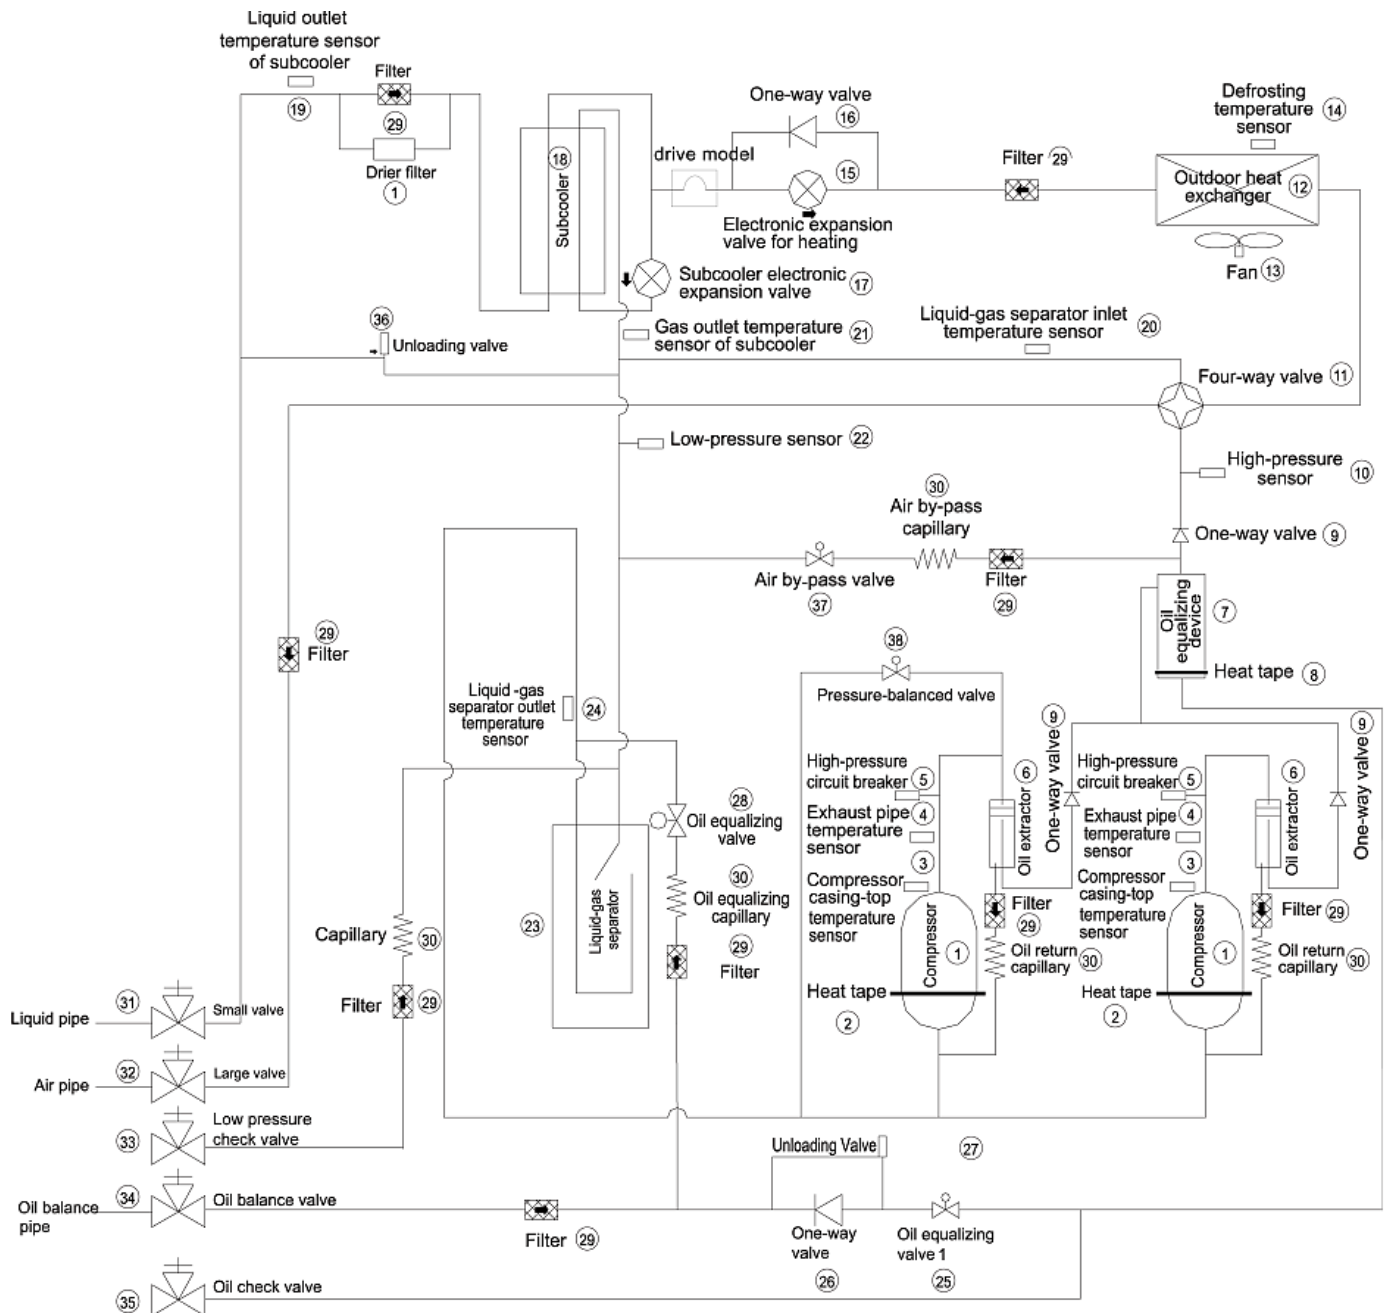 Liquid outlet
temperature sensor
of subcooler
19
Filter
29
Drier filter
1
18
Subcooler
drive model
One-way valve
16
15
Electronic expansion
valve for heating
Filter 29
Defrosting
temperature
sensor
14
Outdoor heat
exchanger
12
Fan 13
Subcooler electronic
expansion valve
17
36
Unloading valve
Gas outlet temperature
sensor of subcooler
21
Liquid-gas separator inlet
temperature sensor
20
Four-way valve 11
Low-pressure sensor 22
High-pressure
sensor
10
30
Air by-pass
capillary
One-way valve 9
Air by-pass valve
37
Filter
29
Oil
equalizing
device
7
Heat tape 8
29
Filter
38
Pressure-balanced valve
Liquid -gas
separator outlet
temperature
sensor
24
High-pressure
circuit breaker 5
4
Exhaust pipe
temperature
sensor
3
Compressor
casing-top
temperature
sensor
6
Oil extractor
9
One-way valve
High-pressure
circuit breaker 5
4
Exhaust pipe
temperature
sensor
3
Compressor
casing-top
temperature
sensor
6
Oil extractor
9
One-way valve
28
Oil equalizing
valve
30
Oil equalizing
capillary
29
Filter
23
Liquid-gas
separator
Capillary 30
Filter 29
Compressor
1
Filter
29
Oil return
capillary 30
Heat tape
2
Compressor
1
Filter 29
Oil return
capillary 30
Heat tape
2
31
Liquid pipe
Small valve
32
Air pipe
Large valve
33
Low pressure
check valve
34
Oil balance
pipe
Oil balance valve
Filter 29
Unloading Valve
27
One-way
valve
26
Oil equalizing
valve 1
25
35
Oil check valve